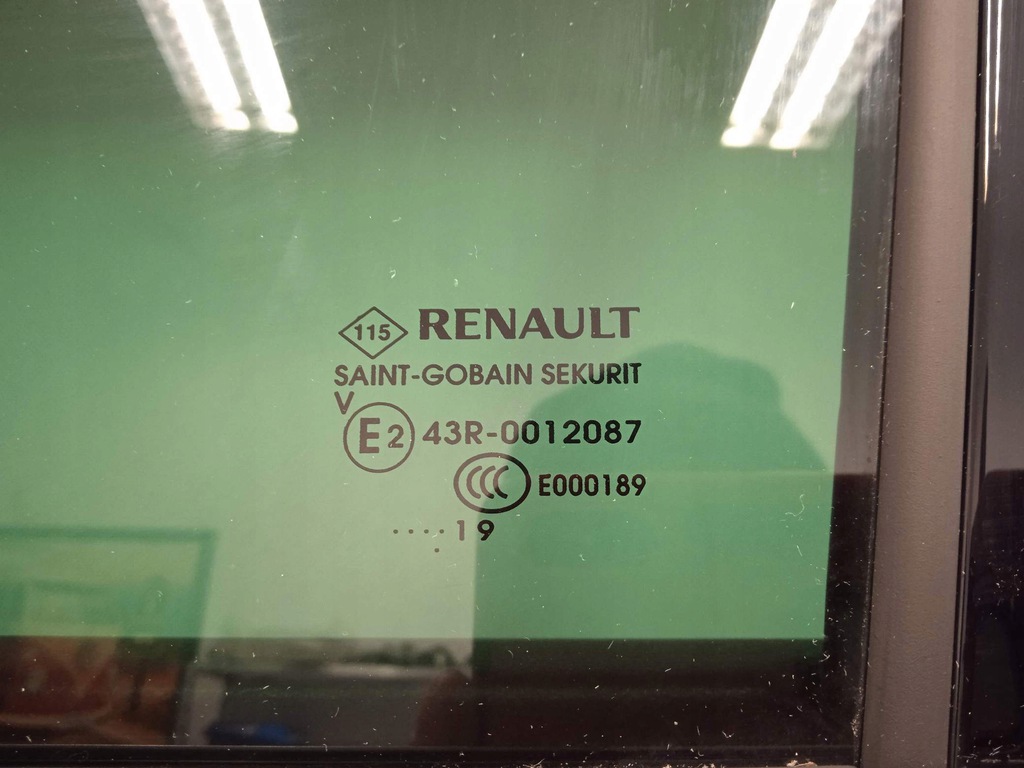 115 RENAULT
SAINT-GOBAIN SEKURIT
V
E2 43R-0012087
CCC E000189
....19
.